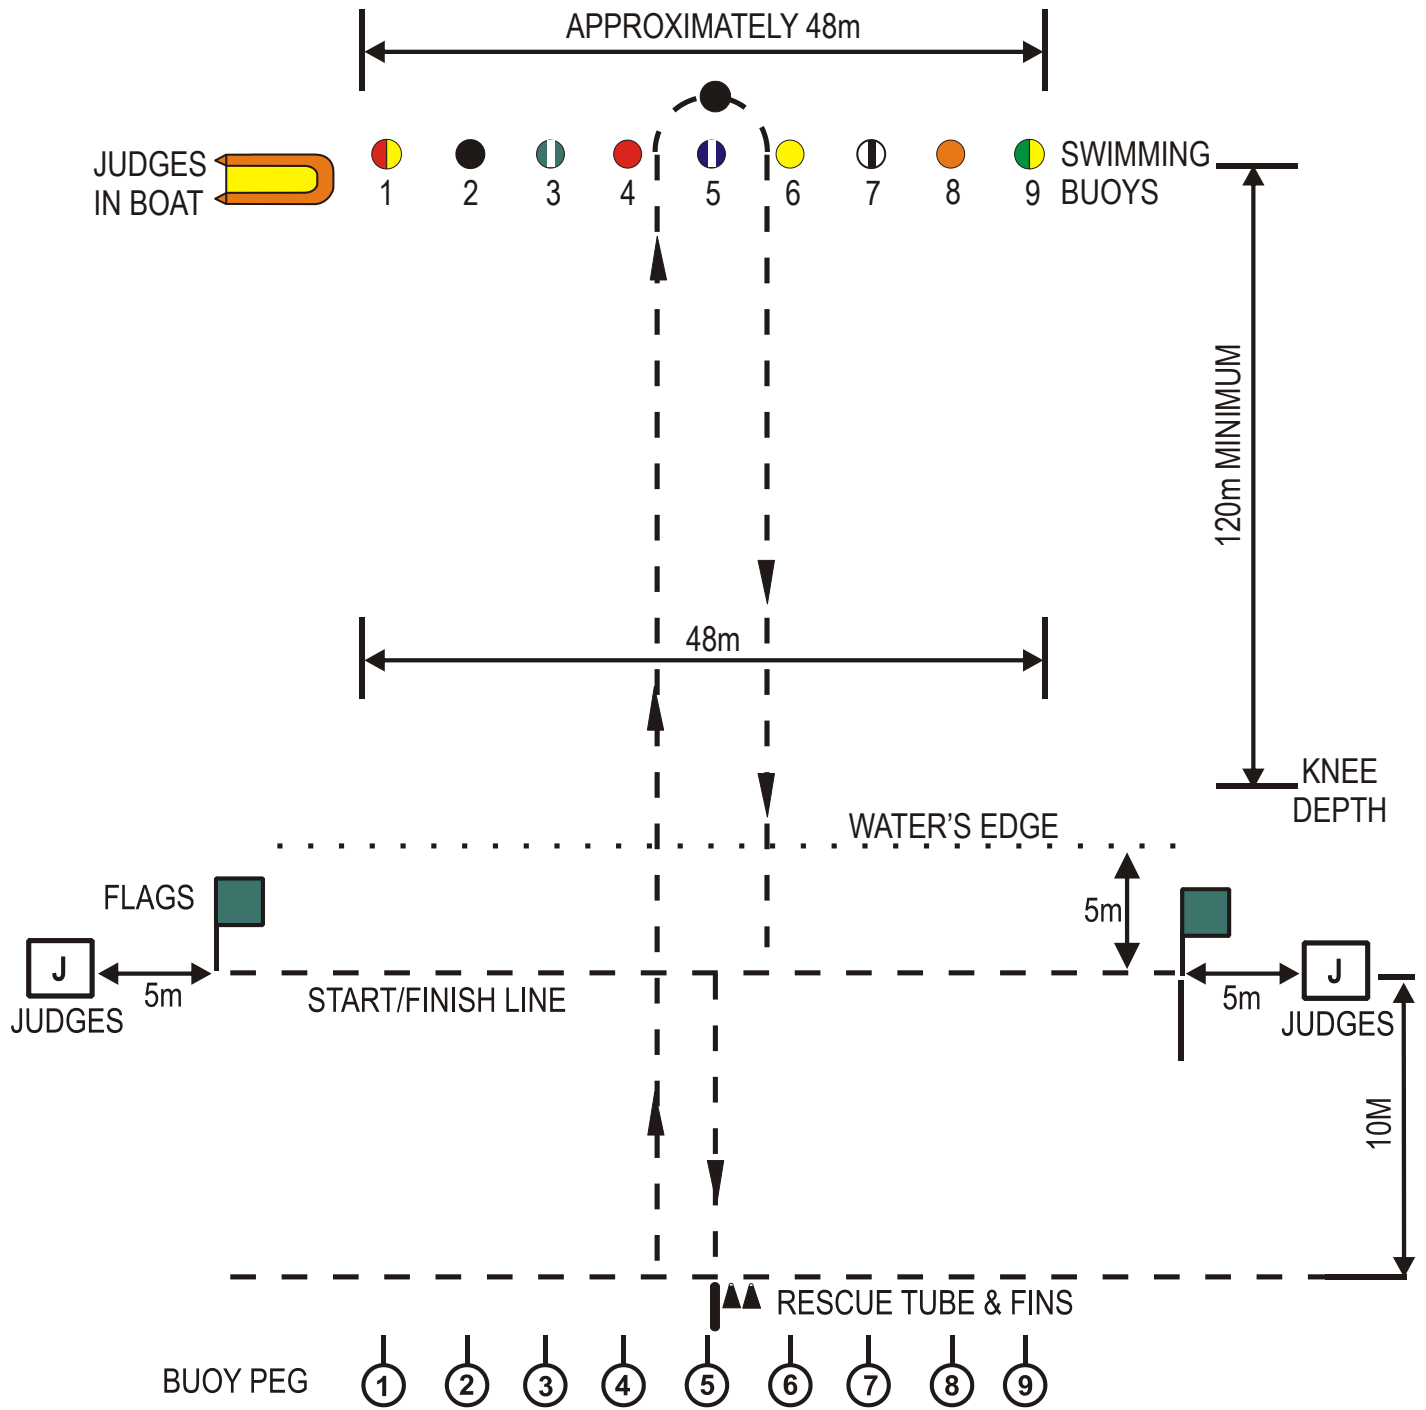 APPROXIMATELY 48m
JUDGES
IN BOAT
SWIMMING
BUOYS
1 2 3 4 5 6 7 8 9
120m MINIMUM
48m
KNEE
DEPTH
WATER'S EDGE
FLAGS
5m
J
J
5m
5m
START/FINISH LINE
JUDGES
JUDGES
10M
RESCUE TUBE & FINS
BUOY PEG
1 2 3 4 5 6 7 8 9